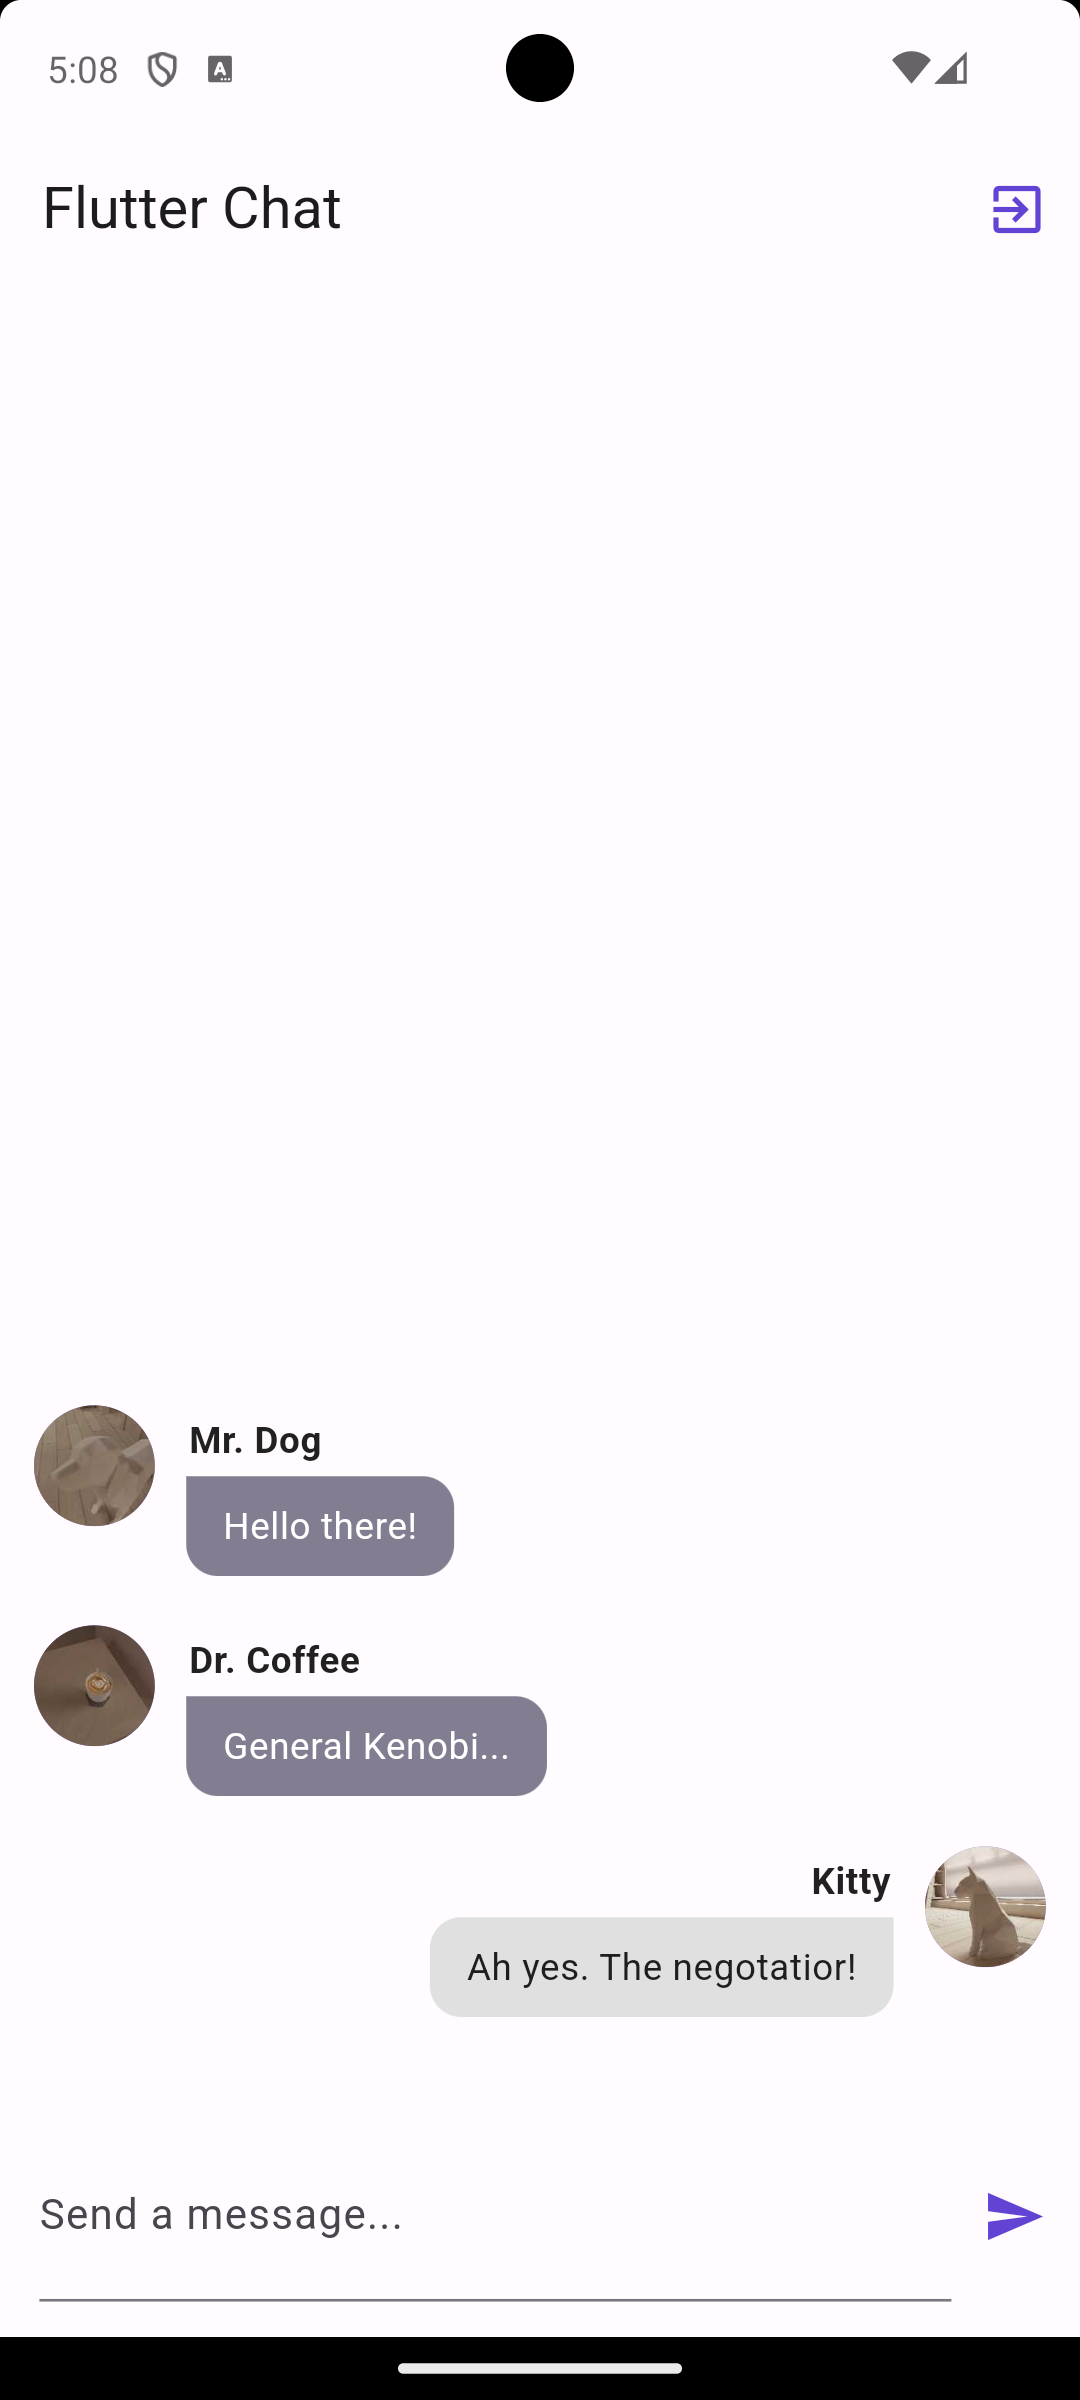 5:08
Flutter Chat
Mr. Dog
Hello there!
Dr. Coffee
General Kenobi...
Kitty
Ah yes. The negotatior!
Send a message...